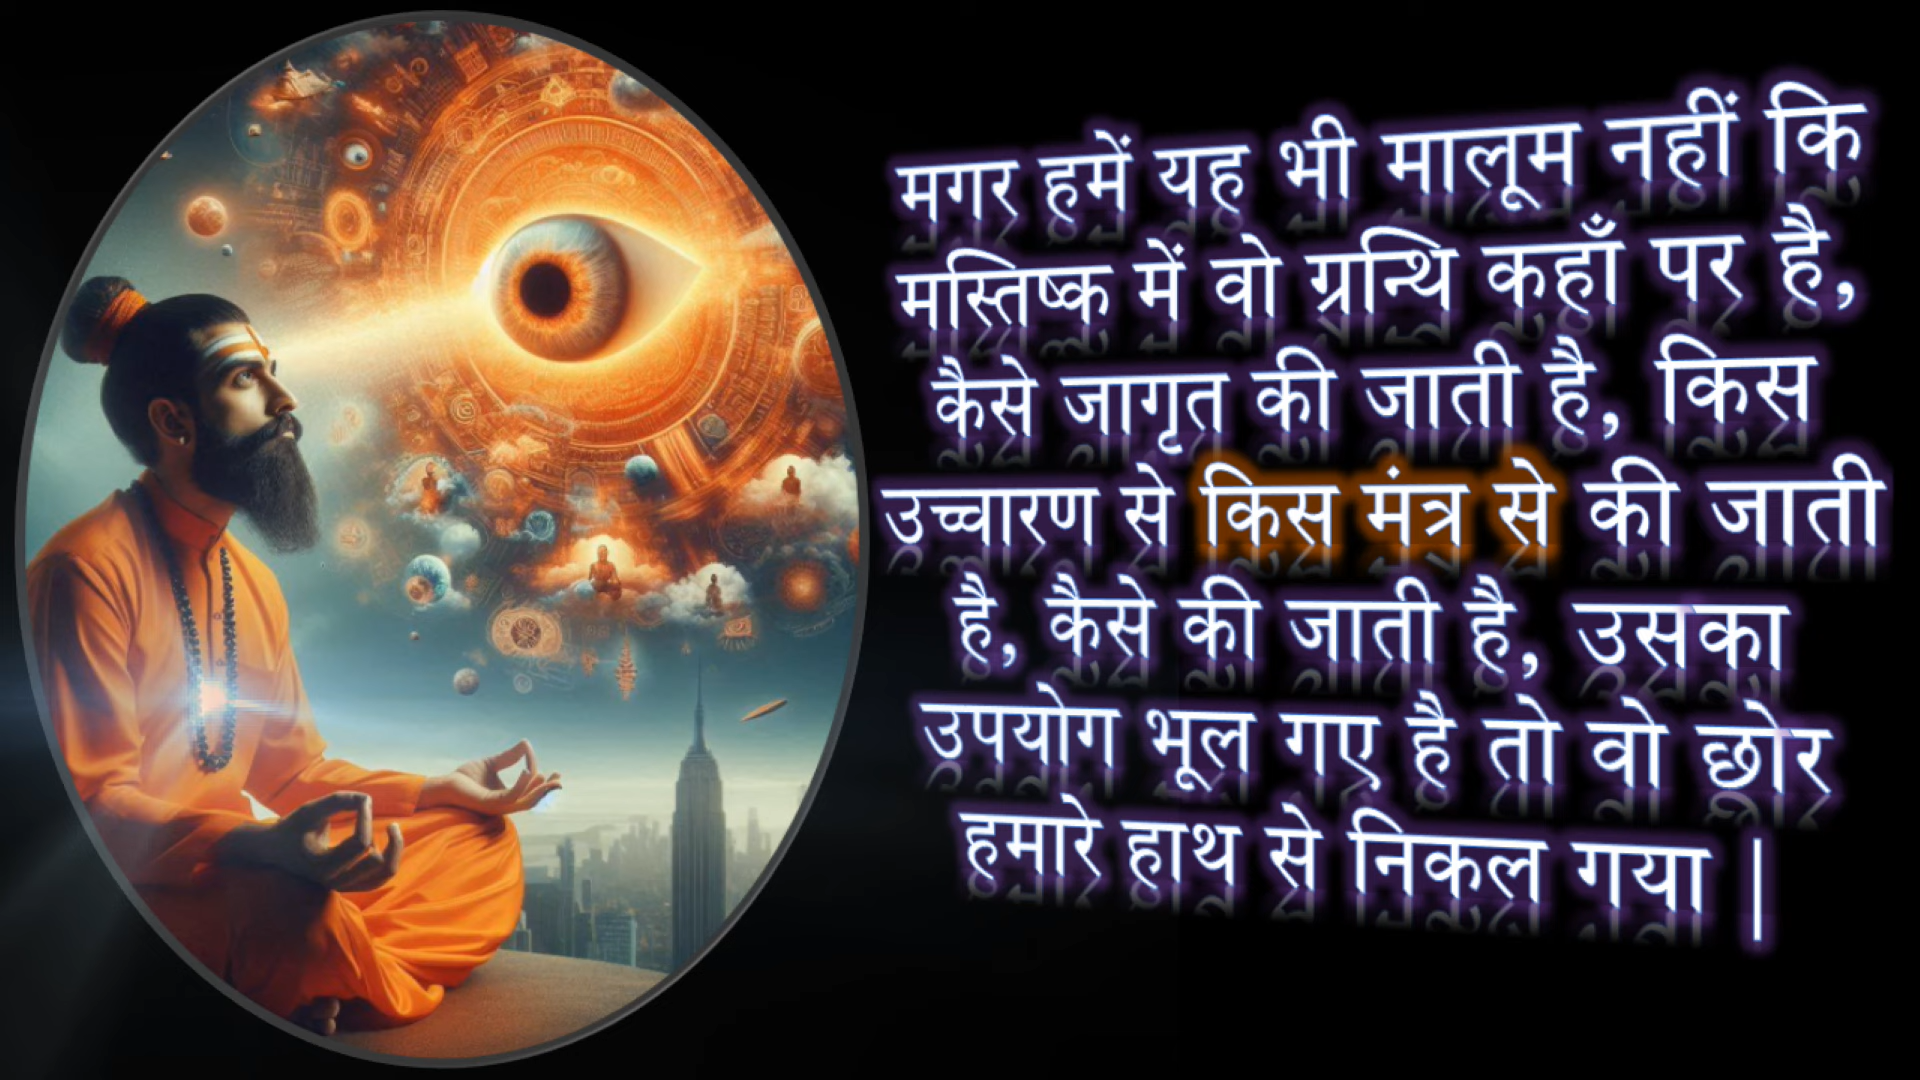 मगर हमें यह भी मालूम नहीं कि
मस्तिष्क में वो ग्रन्थि कहाँ पर है,
कैसे जागृत की जाती है, किस
उच्चारण से किस मंत्र से की जाती
है, कैसे की जाती है, उसका
उपयोग भूल गए है तो वो छोर
हमारे हाथ से निकल गया |